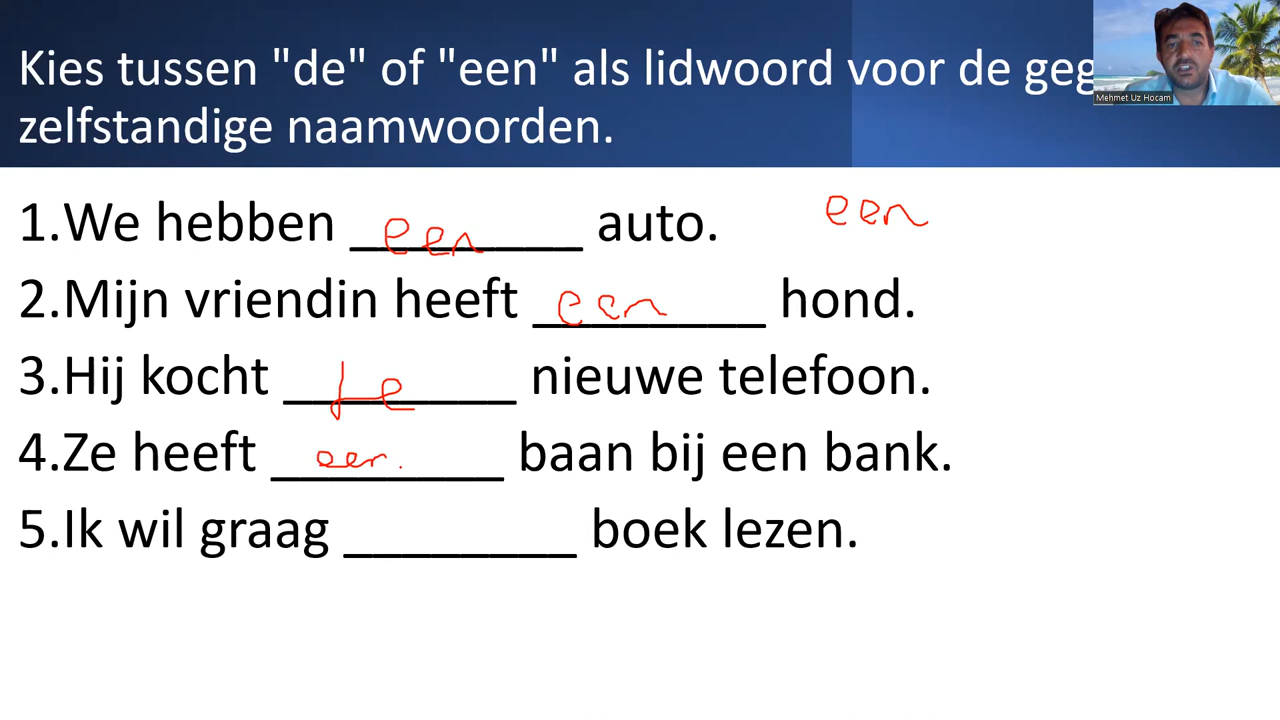 Kies tussen "de" of "een" als lidwoord voor de geg
zelfstandige naamwoorden.
Mehmet Uz Hocam
1.We hebben een auto. een
2.Mijn vriendin heeft een hond.
3.Hij kocht de nieuwe telefoon.
4.Ze heeft een baan bij een bank.
5.Ik wil graag ________ boek lezen.